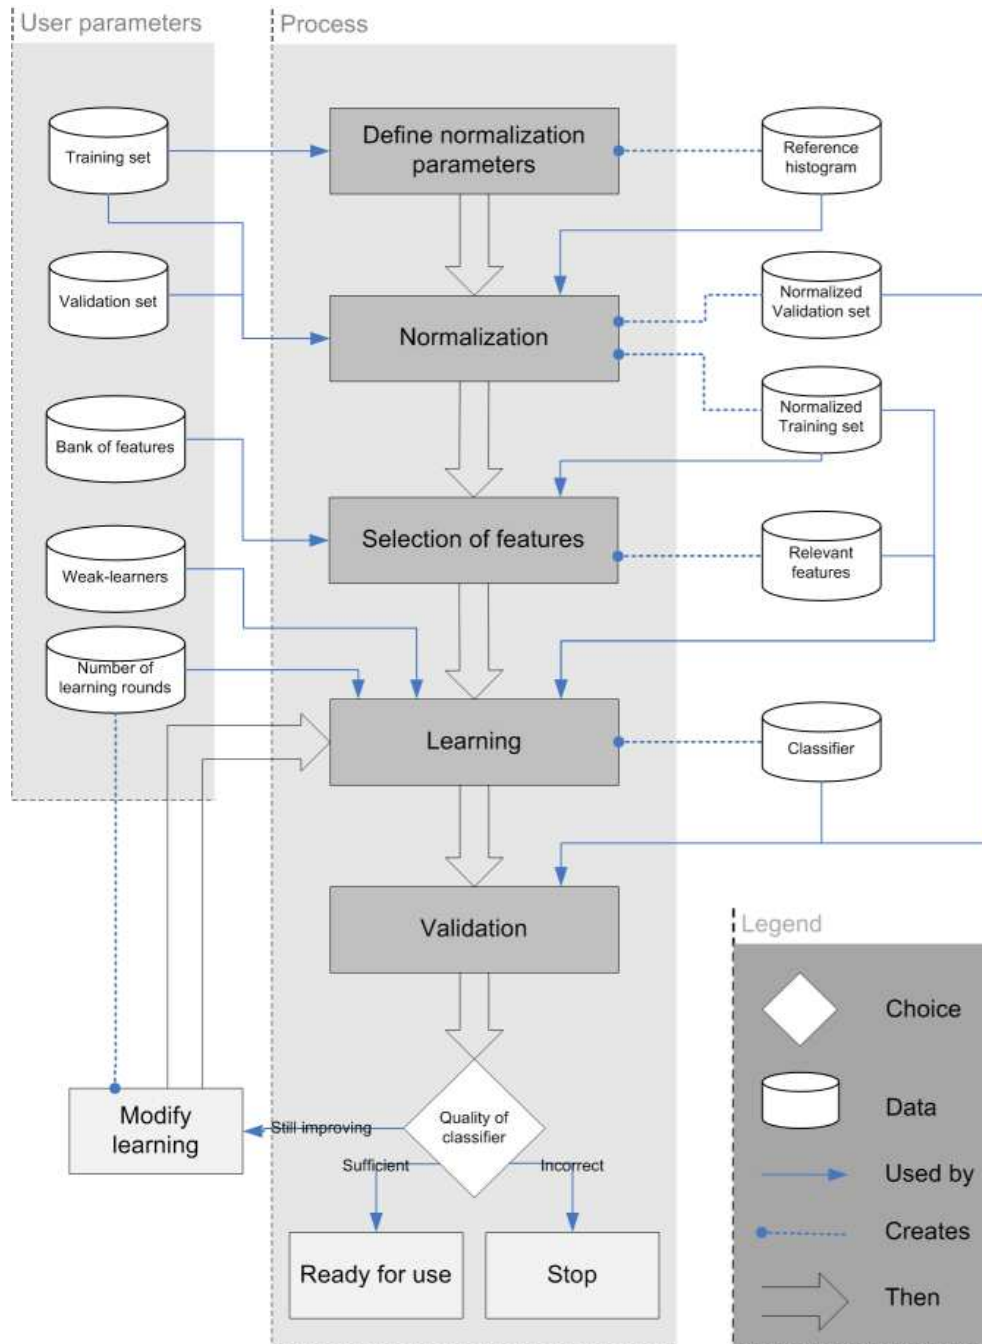 User parameters
Process
Training set
Define normalization
parameters
Reference
histogram
Validation set
Normalization
Normalized
Validation set
Normalized
Training set
Bank of features
Selection of features
Relevant
features
Weak-learners
Number of
learning rounds
Learning
Classifier
Validation
Legend
Choice
Data
Used by
Creates
Then
Quality of
classifier
Still improving
Modify
learning
Sufficient
Incorrect
Ready for use
Stop